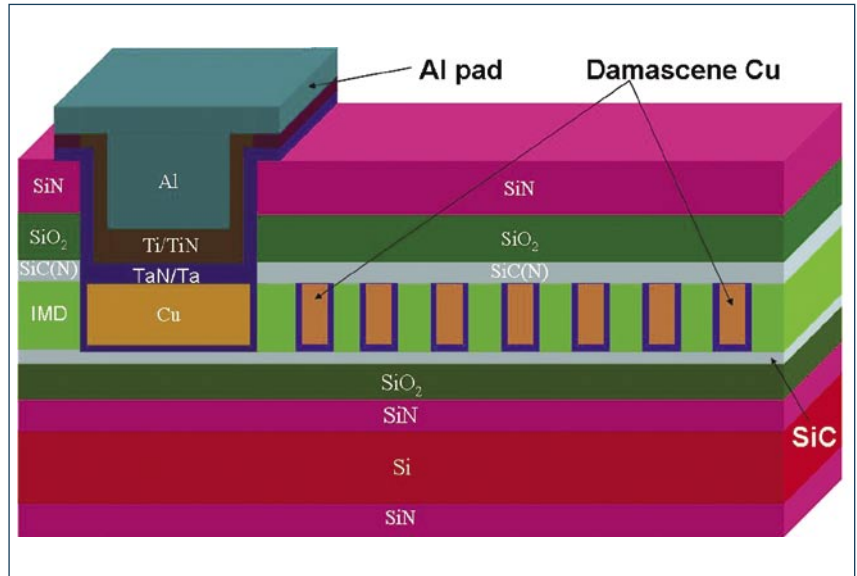 Al pad
Damascene Cu
Al
SiN
SiN
SiO₂
Ti/TiN
SiO₂
SiC(N)
TaN/Ta
SiC(N)
IMD
Cu
SiO₂
SiN
SiC
Si
SiN